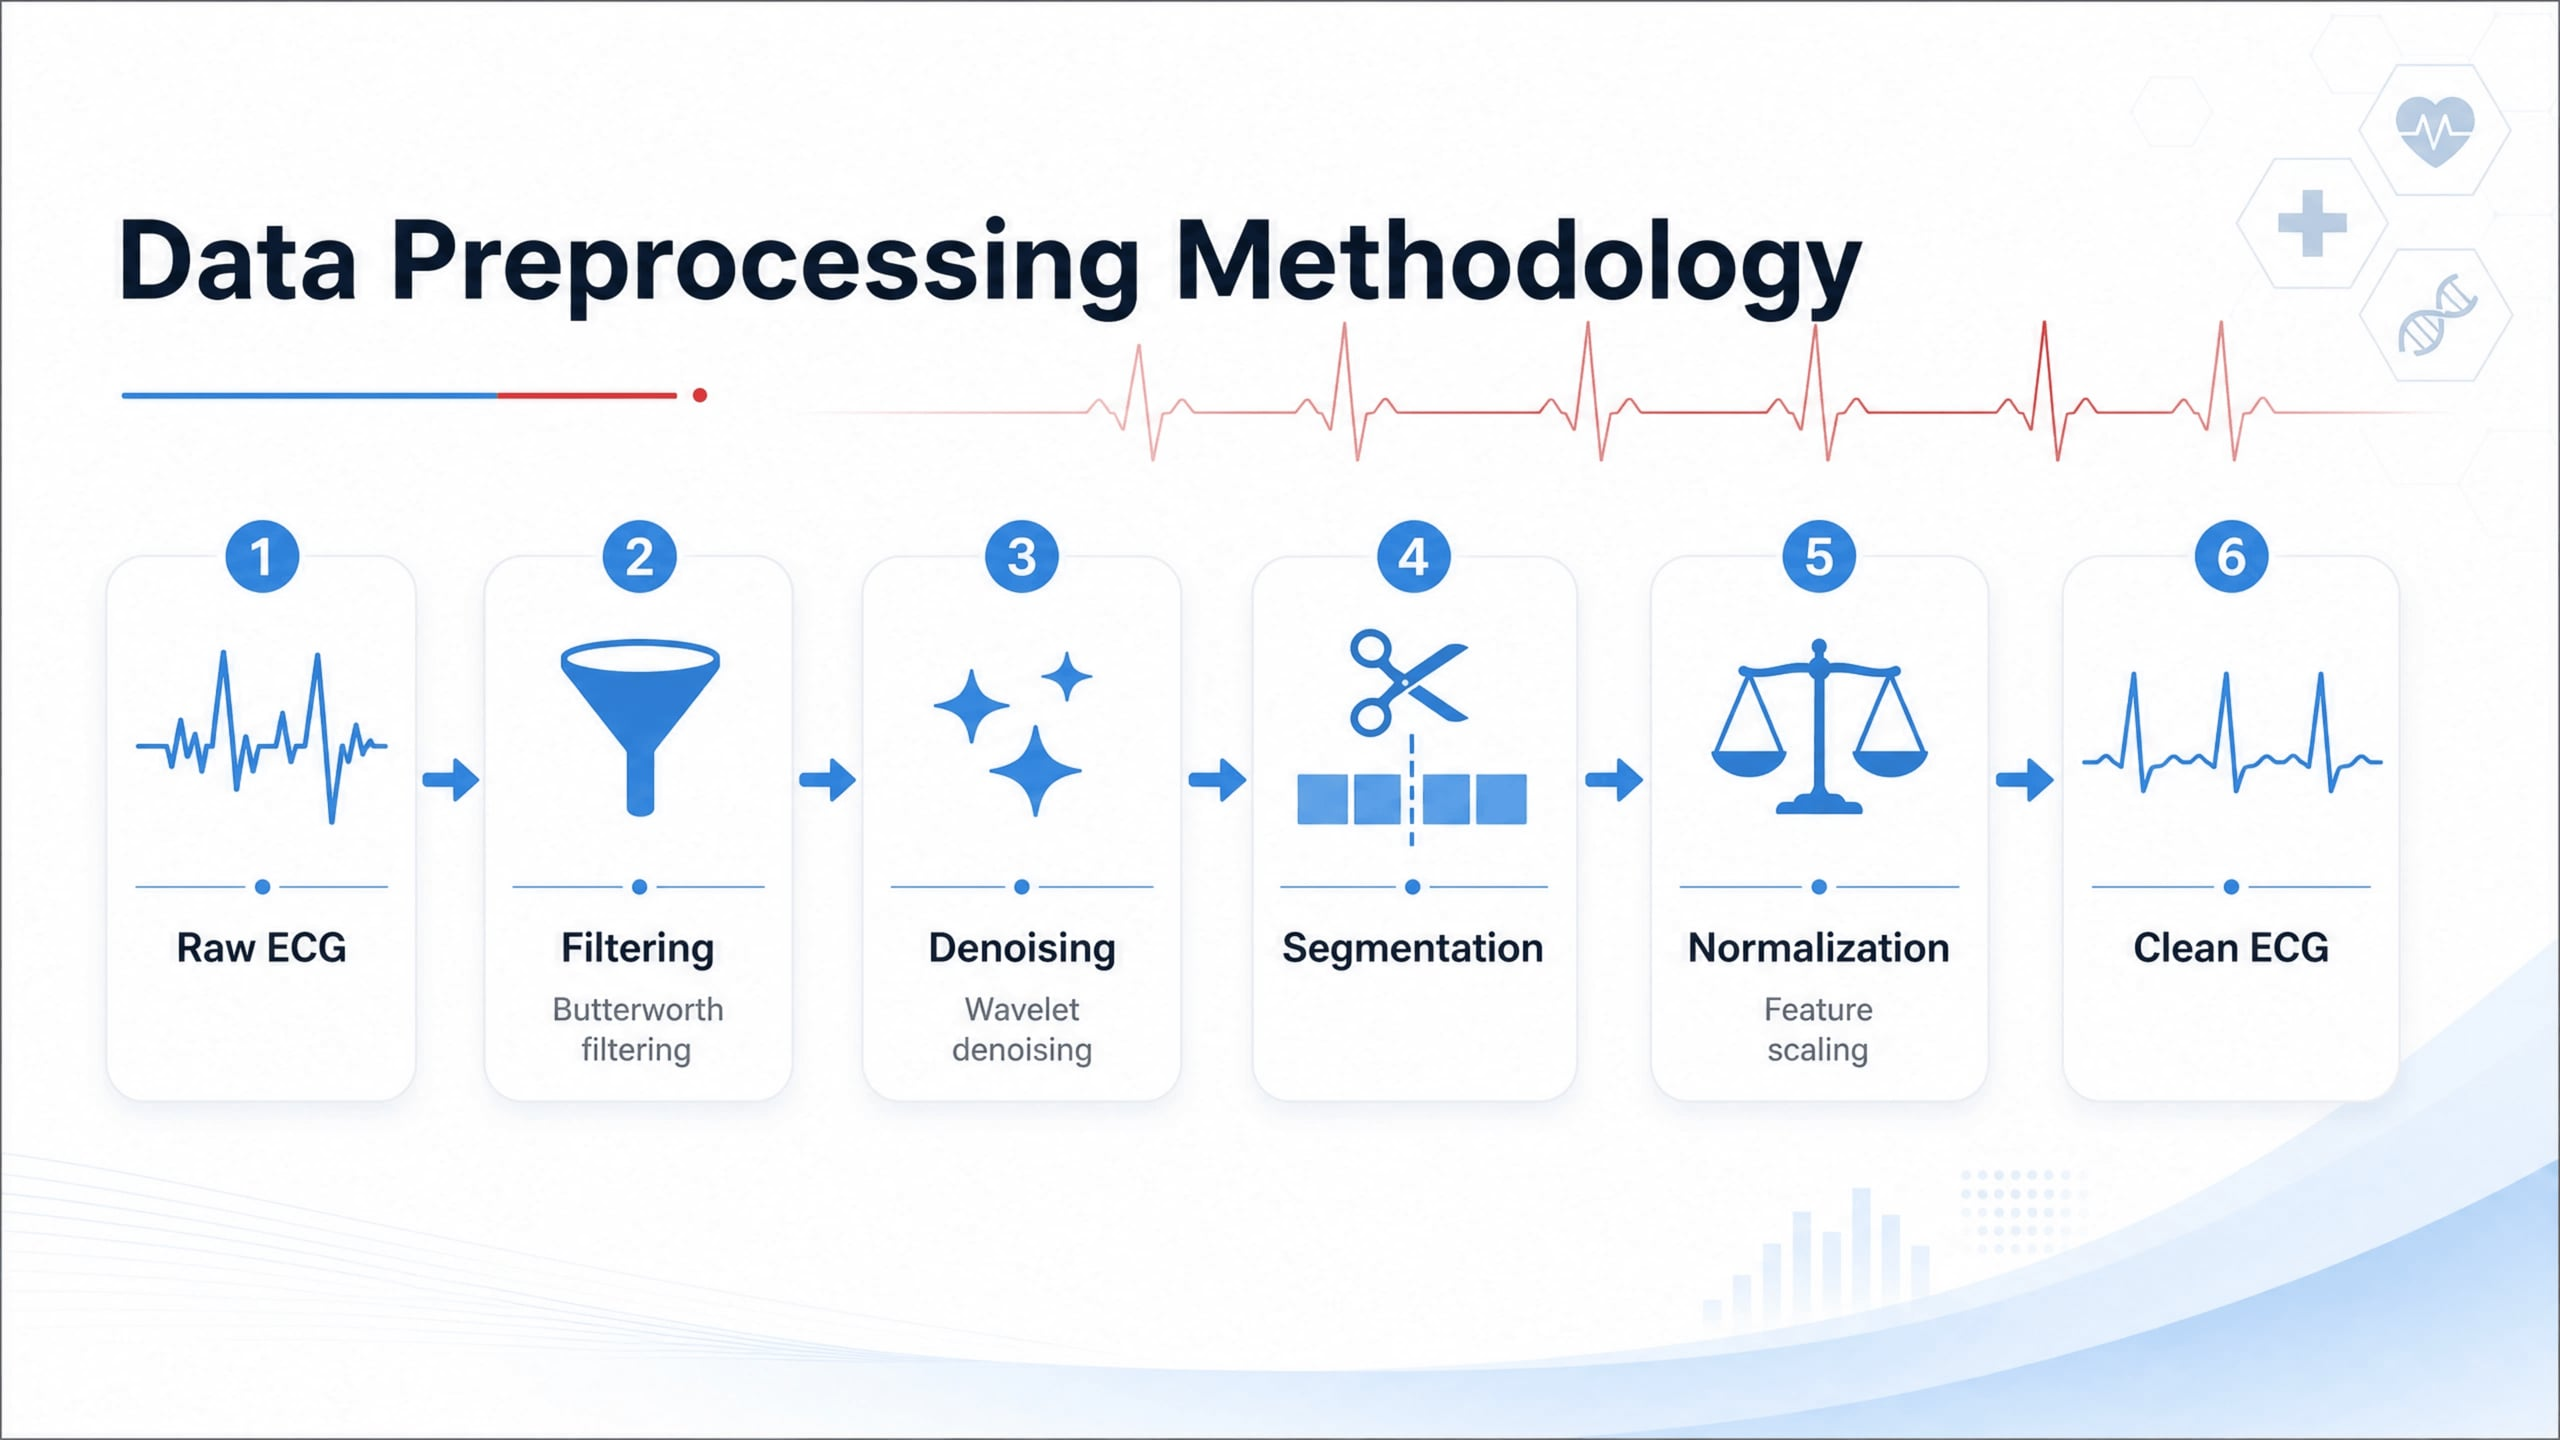 Data Preprocessing Methodology
1
Raw ECG
2
Filtering
Butterworth
filtering
3
Denoising
Wavelet
denoising
4
Segmentation
5
Normalization
Feature
scaling
6
Clean ECG